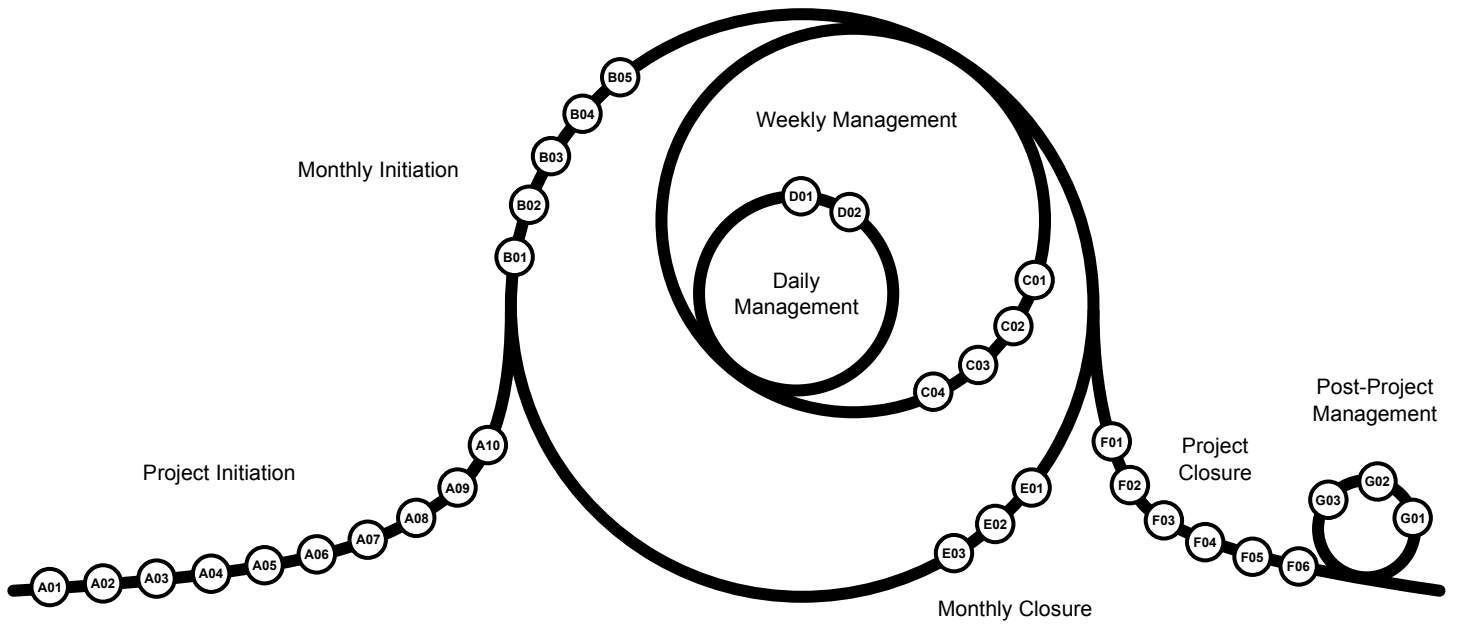 Monthly Initiation
B01
B02
B03
B04
B05
Weekly Management
C01
C02
C03
C04
Daily
Management
D01
D02
Project Initiation
A01
A02
A03
A04
A05
A06
A07
A08
A09
A10
Monthly Closure
E01
E02
E03
Project
Closure
F01
F02
F03
F04
F05
F06
Post-Project
Management
G01
G02
G03